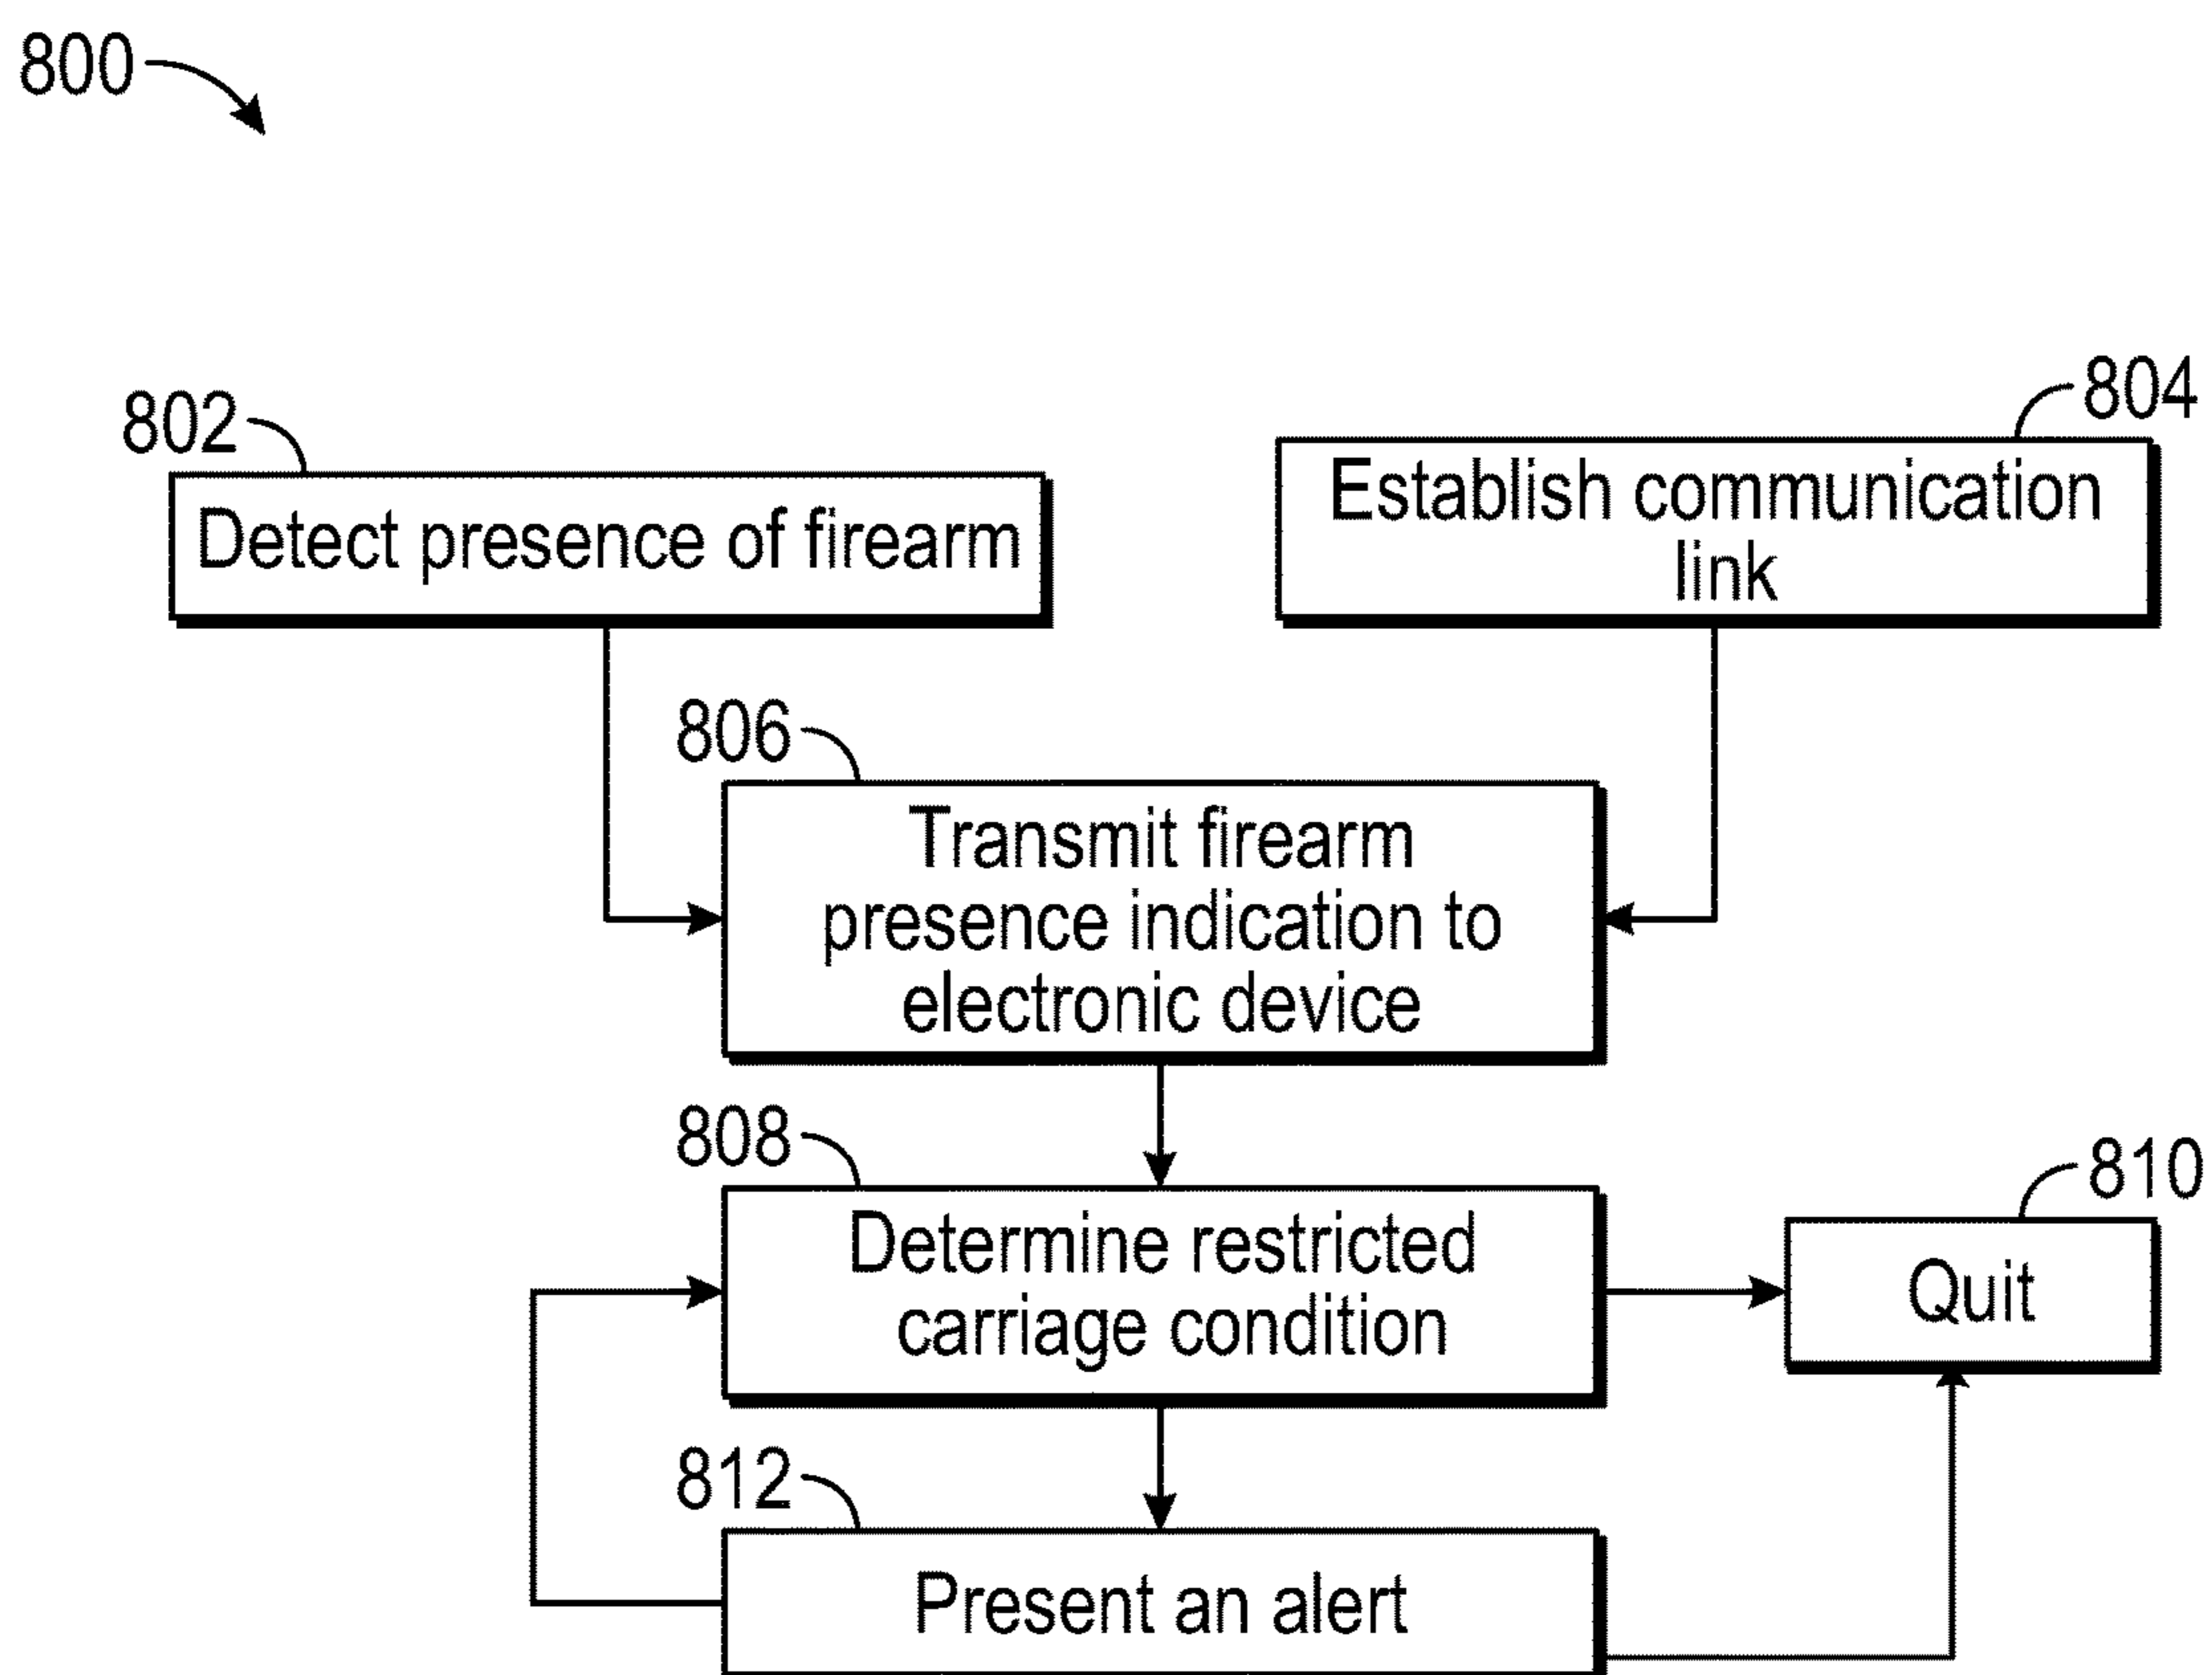 800
802
Detect presence of firearm
804
Establish communication
link
806
Transmit firearm
presence indication to
electronic device
808
Determine restricted
carriage condition
810
Quit
812
Present an alert